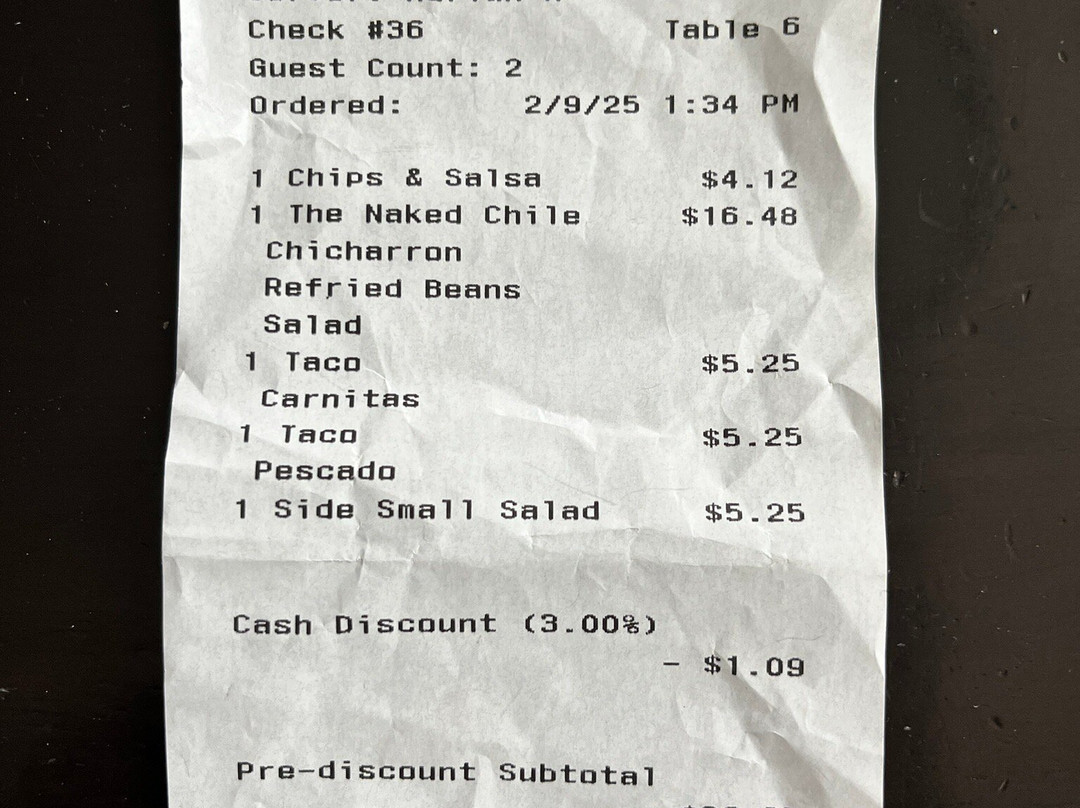 Check #36 Table 6
Guest Count: 2
Ordered: 2/9/25 1:34 PM
1 Chips & Salsa $4.12
1 The Naked Chile $16.48
Chicharron
Refried Beans
Salad
1 Taco $5.25
Carnitas
1 Taco $5.25
Pescado
1 Side Small Salad $5.25
Cash Discount (3.00%)
- $1.09
Pre-discount Subtotal